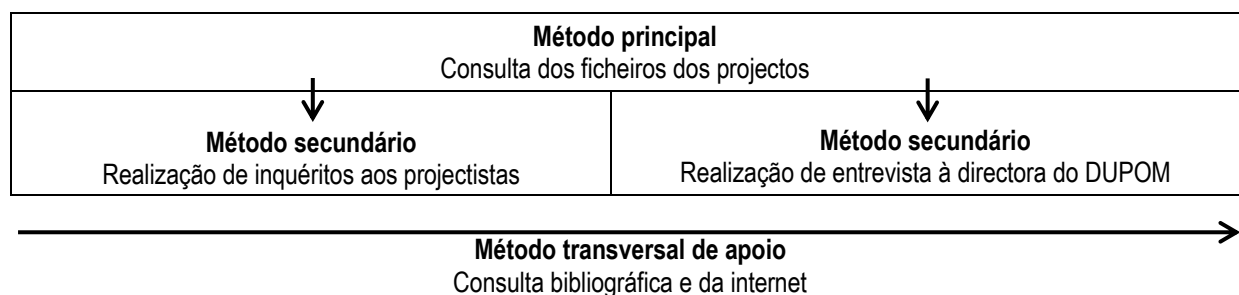 Método principal
Consulta dos ficheiros dos projectos
Método secundário
Realização de inquéritos aos projectistas
Método secundário
Realização de entrevista à directora do DUPOM
Método transversal de apoio
Consulta bibliográfica e da internet